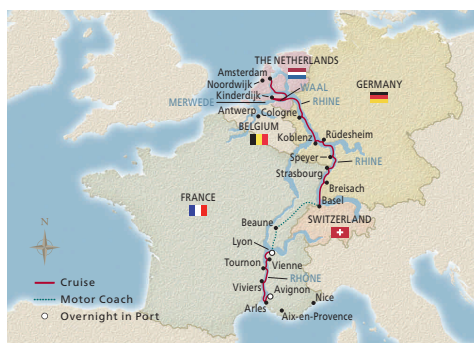 THE NETHERLANDS
Amsterdam
Noordwijk
Kinderdijk
WAAL
GERMANY
MERWEDE
RHINE
Antwerp
Cologne
BELGIUM
Koblenz
Rüdesheim
Speyer
RHINE
Strasbourg
Breisach
FRANCE
Basel
SWITZERLAND
Beaune
N
Lyon
Vienne
Tournon
RHÔNE
Cruise
Viviers
Avignon
Motor Coach
Nice
Overnight in Port
Arles
Aix-en-Provence